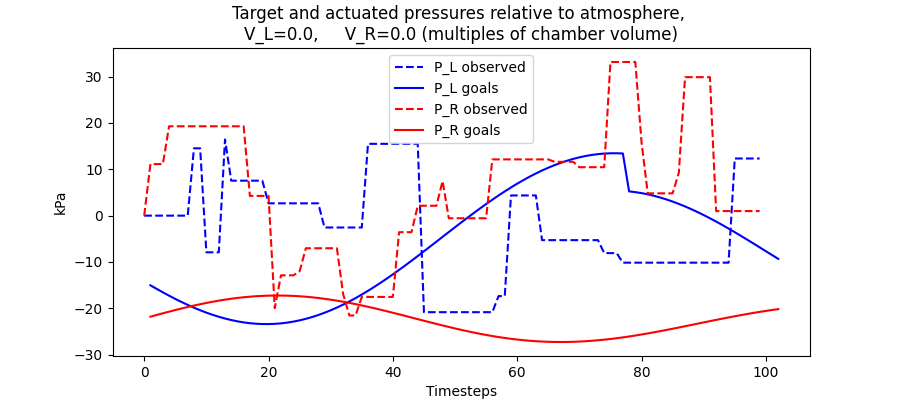 Target and actuated pressures relative to atmosphere,
V_L=0.0,     V_R=0.0 (multiples of chamber volume)
P_L observed
P_L goals
P_R observed
P_R goals
kPa
30
20
10
0
−10
−20
−30
0 20 40 60 80 100
Timesteps